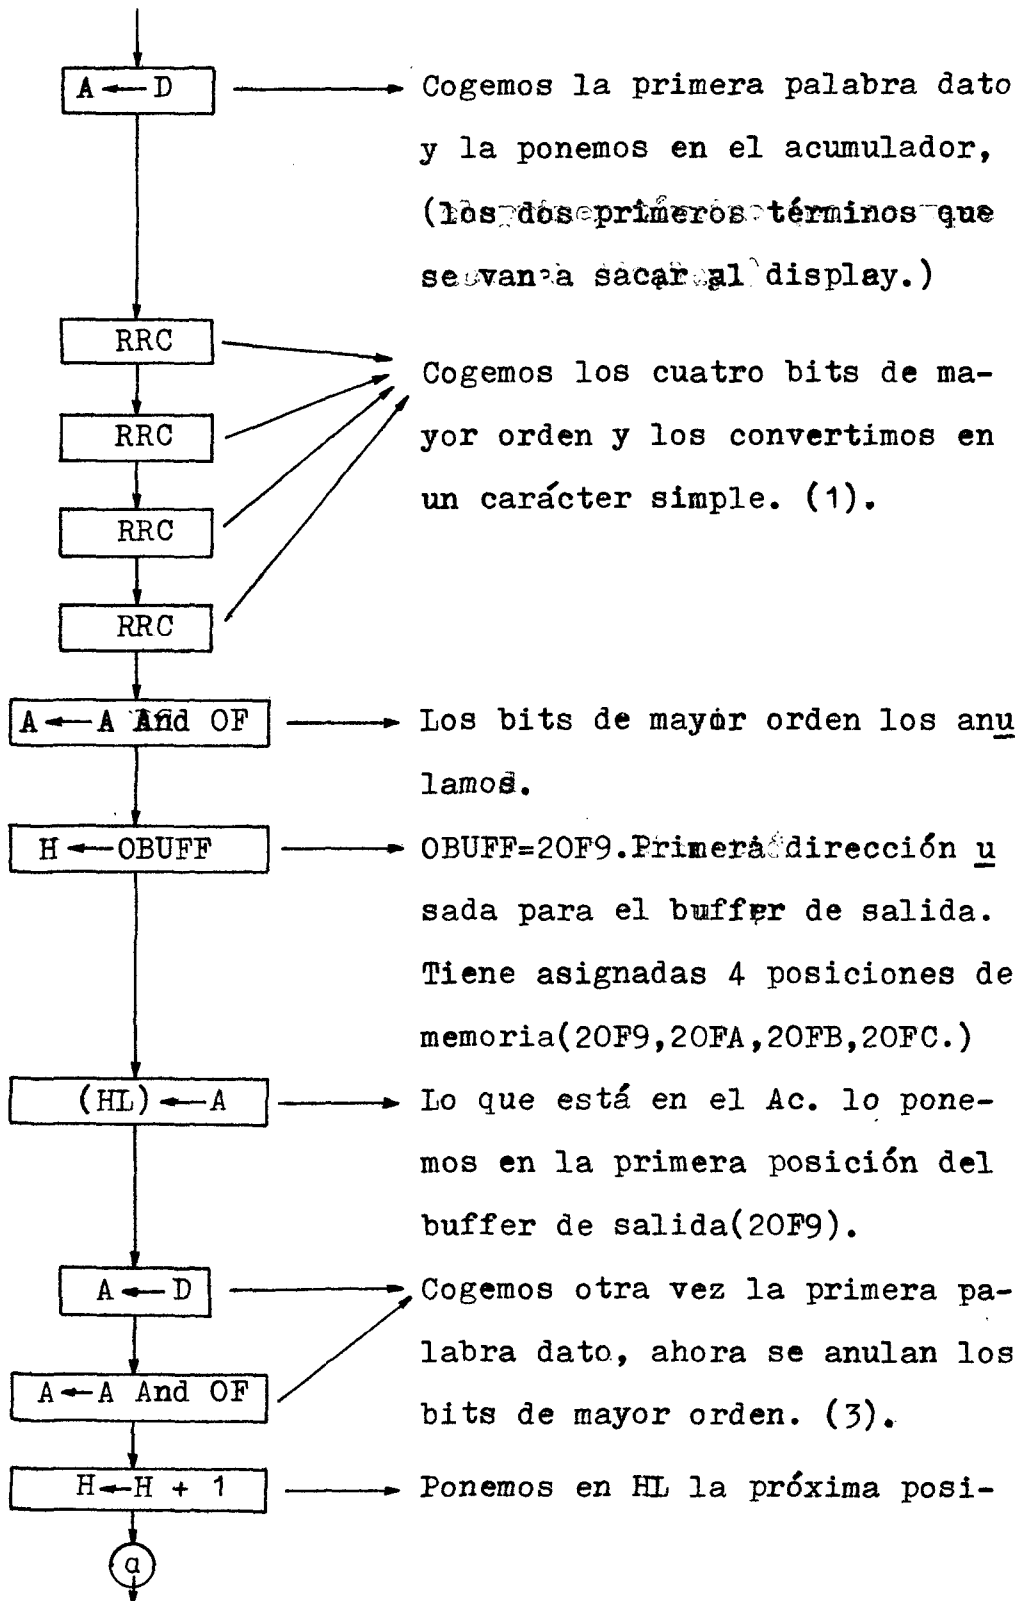 A ← D
Cogemos la primera palabra dato
y la ponemos en el acumulador,
(los dos primeros términos que
se van a sacar al display.)
RRC
RRC
RRC
RRC
Cogemos los cuatro bits de ma-
yor orden y los convertimos en
un carácter simple. (1).
A ← A And OF
Los bits de mayor orden los anu
lamos.
H ← OBUFF
OBUFF=20F9.Primera dirección u
sada para el buffer de salida.
Tiene asignadas 4 posiciones de
memoria(20F9,20FA,20FB,20FC.)
(HL) ← A
Lo que está en el Ac. lo pone-
mos en la primera posición del
buffer de salida(20F9).
A ← D
A ← A And OF
Cogemos otra vez la primera pa-
labra dato, ahora se anulan los
bits de mayor orden. (3).
H ← H + 1
Ponemos en HL la próxima posi-
a